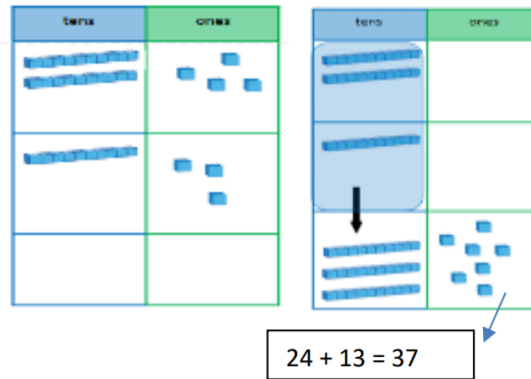 tens ones
tens ones
24 + 13 = 37